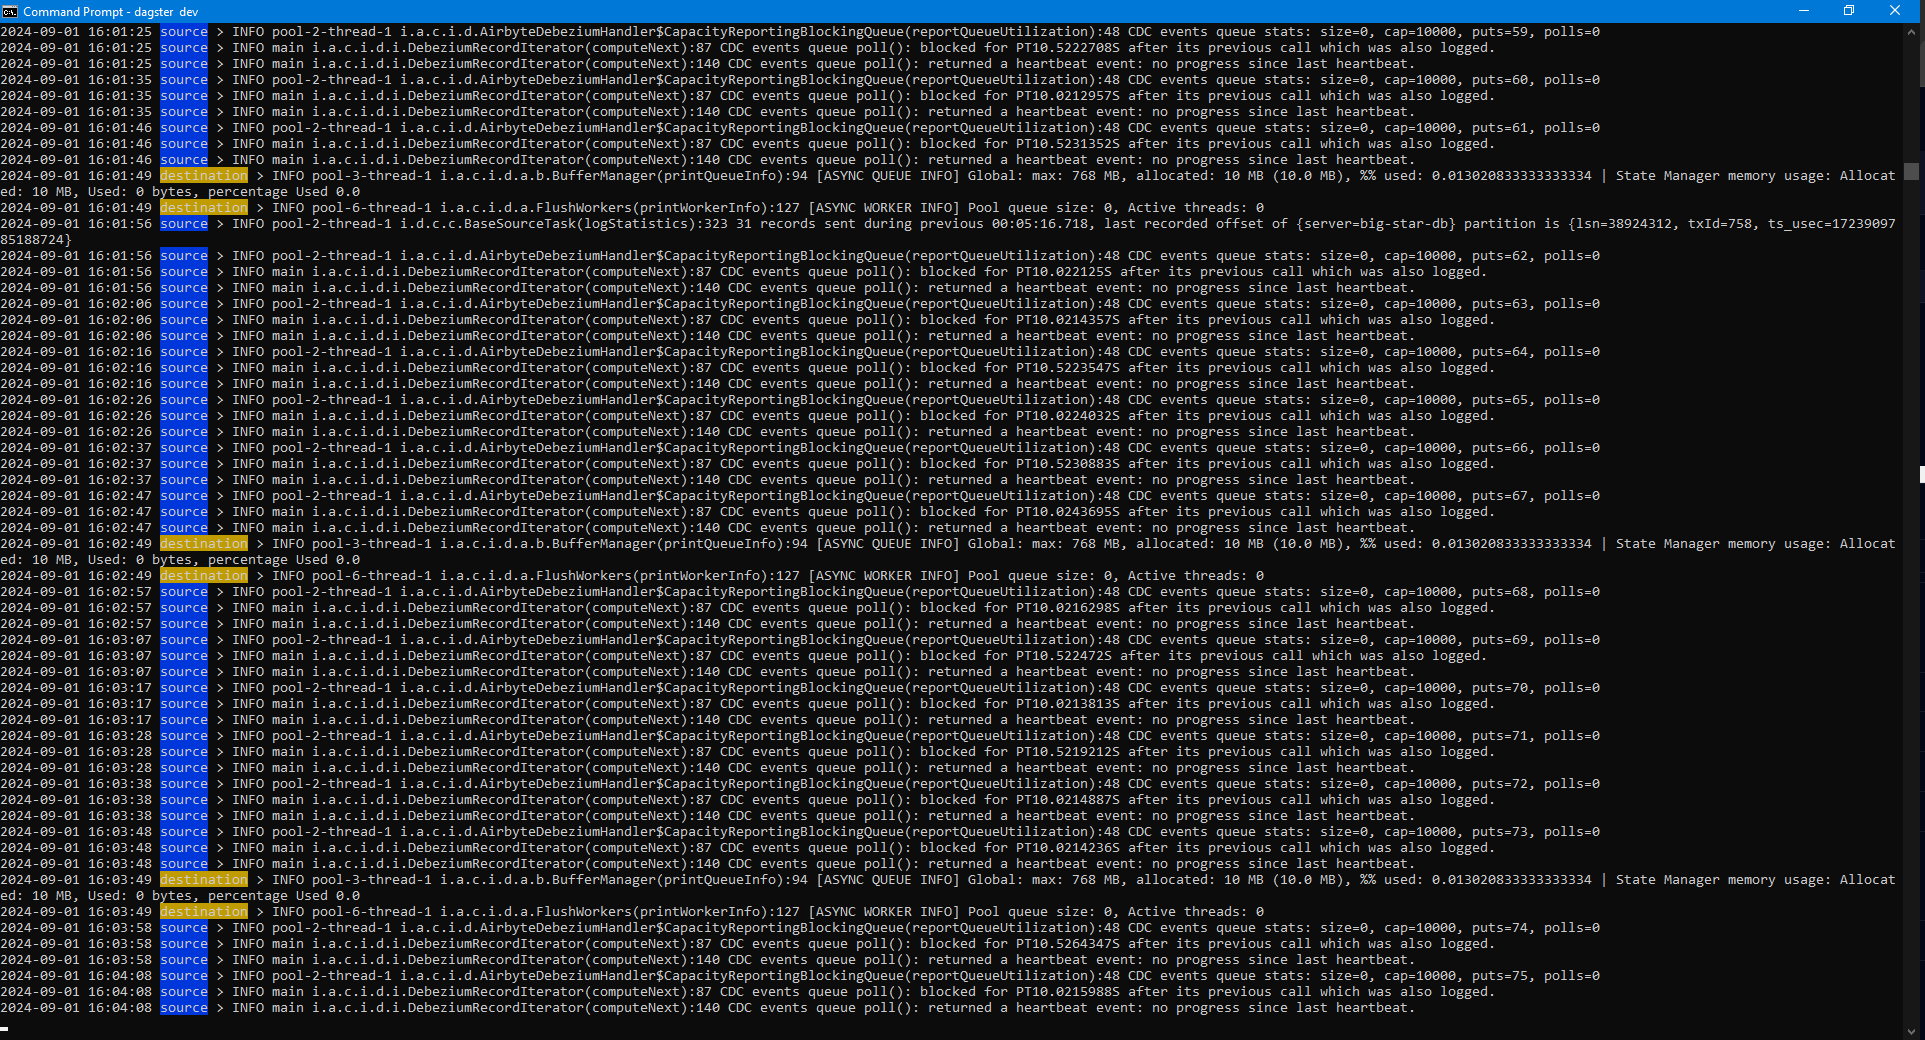 Command Prompt - dagster dev
2024-09-01 16:01:25 source > INFO pool-2-thread-1 i.a.c.i.d.AirbyteDebeziumHandler$CapacityReportingBlockingQueue(reportQueueUtilization):48 CDC events queue stats: size=0, cap=10000, puts=59, polls=0
2024-09-01 16:01:25 source > INFO main i.a.c.i.d.i.DebeziumRecordIterator(computeNext):87 CDC events queue poll(): blocked for PT10.5222708S after its previous call which was also logged.
2024-09-01 16:01:25 source > INFO main i.a.c.i.d.i.DebeziumRecordIterator(computeNext):140 CDC events queue poll(): returned a heartbeat event: no progress since last heartbeat.
2024-09-01 16:01:35 source > INFO pool-2-thread-1 i.a.c.i.d.AirbyteDebeziumHandler$CapacityReportingBlockingQueue(reportQueueUtilization):48 CDC events queue stats: size=0, cap=10000, puts=60, polls=0
2024-09-01 16:01:35 source > INFO main i.a.c.i.d.i.DebeziumRecordIterator(computeNext):87 CDC events queue poll(): blocked for PT10.0212957S after its previous call which was also logged.
2024-09-01 16:01:35 source > INFO main i.a.c.i.d.i.DebeziumRecordIterator(computeNext):140 CDC events queue poll(): returned a heartbeat event: no progress since last heartbeat.
2024-09-01 16:01:46 source > INFO pool-2-thread-1 i.a.c.i.d.AirbyteDebeziumHandler$CapacityReportingBlockingQueue(reportQueueUtilization):48 CDC events queue stats: size=0, cap=10000, puts=61, polls=0
2024-09-01 16:01:46 source > INFO main i.a.c.i.d.i.DebeziumRecordIterator(computeNext):87 CDC events queue poll(): blocked for PT10.5231352S after its previous call which was also logged.
2024-09-01 16:01:46 source > INFO main i.a.c.i.d.i.DebeziumRecordIterator(computeNext):140 CDC events queue poll(): returned a heartbeat event: no progress since last heartbeat.
2024-09-01 16:01:49 destination > INFO pool-3-thread-1 i.a.c.i.d.a.b.BufferManager(printQueueInfo):94 [ASYNC QUEUE INFO] Global: max: 768 MB, allocated: 10 MB (10.0 MB), %% used: 0.013020833333333334 | State Manager memory usage: Allocat
ed: 10 MB, Used: 0 bytes, percentage Used 0.0
2024-09-01 16:01:49 destination > INFO pool-6-thread-1 i.a.c.i.d.a.FlushWorkers(printWorkerInfo):127 [ASYNC WORKER INFO] Pool queue size: 0, Active threads: 0
2024-09-01 16:01:56 source > INFO pool-2-thread-1 i.d.c.c.BaseSourceTask(logStatistics):323 31 records sent during previous 00:05:16.718, last recorded offset of {server=big-star-db} partition is {lsn=38924312, txId=758, ts_usec=17239097
85188724}
2024-09-01 16:01:56 source > INFO pool-2-thread-1 i.a.c.i.d.AirbyteDebeziumHandler$CapacityReportingBlockingQueue(reportQueueUtilization):48 CDC events queue stats: size=0, cap=10000, puts=62, polls=0
2024-09-01 16:01:56 source > INFO main i.a.c.i.d.i.DebeziumRecordIterator(computeNext):87 CDC events queue poll(): blocked for PT10.022125S after its previous call which was also logged.
2024-09-01 16:01:56 source > INFO main i.a.c.i.d.i.DebeziumRecordIterator(computeNext):140 CDC events queue poll(): returned a heartbeat event: no progress since last heartbeat.
2024-09-01 16:02:06 source > INFO pool-2-thread-1 i.a.c.i.d.AirbyteDebeziumHandler$CapacityReportingBlockingQueue(reportQueueUtilization):48 CDC events queue stats: size=0, cap=10000, puts=63, polls=0
2024-09-01 16:02:06 source > INFO main i.a.c.i.d.i.DebeziumRecordIterator(computeNext):87 CDC events queue poll(): blocked for PT10.0214357S after its previous call which was also logged.
2024-09-01 16:02:06 source > INFO main i.a.c.i.d.i.DebeziumRecordIterator(computeNext):140 CDC events queue poll(): returned a heartbeat event: no progress since last heartbeat.
2024-09-01 16:02:16 source > INFO pool-2-thread-1 i.a.c.i.d.AirbyteDebeziumHandler$CapacityReportingBlockingQueue(reportQueueUtilization):48 CDC events queue stats: size=0, cap=10000, puts=64, polls=0
2024-09-01 16:02:16 source > INFO main i.a.c.i.d.i.DebeziumRecordIterator(computeNext):87 CDC events queue poll(): blocked for PT10.5223547S after its previous call which was also logged.
2024-09-01 16:02:16 source > INFO main i.a.c.i.d.i.DebeziumRecordIterator(computeNext):140 CDC events queue poll(): returned a heartbeat event: no progress since last heartbeat.
2024-09-01 16:02:26 source > INFO pool-2-thread-1 i.a.c.i.d.AirbyteDebeziumHandler$CapacityReportingBlockingQueue(reportQueueUtilization):48 CDC events queue stats: size=0, cap=10000, puts=65, polls=0
2024-09-01 16:02:26 source > INFO main i.a.c.i.d.i.DebeziumRecordIterator(computeNext):87 CDC events queue poll(): blocked for PT10.0224032S after its previous call which was also logged.
2024-09-01 16:02:26 source > INFO main i.a.c.i.d.i.DebeziumRecordIterator(computeNext):140 CDC events queue poll(): returned a heartbeat event: no progress since last heartbeat.
2024-09-01 16:02:37 source > INFO pool-2-thread-1 i.a.c.i.d.AirbyteDebeziumHandler$CapacityReportingBlockingQueue(reportQueueUtilization):48 CDC events queue stats: size=0, cap=10000, puts=66, polls=0
2024-09-01 16:02:37 source > INFO main i.a.c.i.d.i.DebeziumRecordIterator(computeNext):87 CDC events queue poll(): blocked for PT10.5230883S after its previous call which was also logged.
2024-09-01 16:02:37 source > INFO main i.a.c.i.d.i.DebeziumRecordIterator(computeNext):140 CDC events queue poll(): returned a heartbeat event: no progress since last heartbeat.
2024-09-01 16:02:47 source > INFO pool-2-thread-1 i.a.c.i.d.AirbyteDebeziumHandler$CapacityReportingBlockingQueue(reportQueueUtilization):48 CDC events queue stats: size=0, cap=10000, puts=67, polls=0
2024-09-01 16:02:47 source > INFO main i.a.c.i.d.i.DebeziumRecordIterator(computeNext):87 CDC events queue poll(): blocked for PT10.0243695S after its previous call which was also logged.
2024-09-01 16:02:47 source > INFO main i.a.c.i.d.i.DebeziumRecordIterator(computeNext):140 CDC events queue poll(): returned a heartbeat event: no progress since last heartbeat.
2024-09-01 16:02:49 destination > INFO pool-3-thread-1 i.a.c.i.d.a.b.BufferManager(printQueueInfo):94 [ASYNC QUEUE INFO] Global: max: 768 MB, allocated: 10 MB (10.0 MB), %% used: 0.013020833333333334 | State Manager memory usage: Allocat
ed: 10 MB, Used: 0 bytes, percentage Used 0.0
2024-09-01 16:02:49 destination > INFO pool-6-thread-1 i.a.c.i.d.a.FlushWorkers(printWorkerInfo):127 [ASYNC WORKER INFO] Pool queue size: 0, Active threads: 0
2024-09-01 16:02:57 source > INFO pool-2-thread-1 i.a.c.i.d.AirbyteDebeziumHandler$CapacityReportingBlockingQueue(reportQueueUtilization):48 CDC events queue stats: size=0, cap=10000, puts=68, polls=0
2024-09-01 16:02:57 source > INFO main i.a.c.i.d.i.DebeziumRecordIterator(computeNext):87 CDC events queue poll(): blocked for PT10.0216298S after its previous call which was also logged.
2024-09-01 16:02:57 source > INFO main i.a.c.i.d.i.DebeziumRecordIterator(computeNext):140 CDC events queue poll(): returned a heartbeat event: no progress since last heartbeat.
2024-09-01 16:03:07 source > INFO pool-2-thread-1 i.a.c.i.d.AirbyteDebeziumHandler$CapacityReportingBlockingQueue(reportQueueUtilization):48 CDC events queue stats: size=0, cap=10000, puts=69, polls=0
2024-09-01 16:03:07 source > INFO main i.a.c.i.d.i.DebeziumRecordIterator(computeNext):87 CDC events queue poll(): blocked for PT10.522472S after its previous call which was also logged.
2024-09-01 16:03:07 source > INFO main i.a.c.i.d.i.DebeziumRecordIterator(computeNext):140 CDC events queue poll(): returned a heartbeat event: no progress since last heartbeat.
2024-09-01 16:03:17 source > INFO pool-2-thread-1 i.a.c.i.d.AirbyteDebeziumHandler$CapacityReportingBlockingQueue(reportQueueUtilization):48 CDC events queue stats: size=0, cap=10000, puts=70, polls=0
2024-09-01 16:03:17 source > INFO main i.a.c.i.d.i.DebeziumRecordIterator(computeNext):87 CDC events queue poll(): blocked for PT10.0213813S after its previous call which was also logged.
2024-09-01 16:03:17 source > INFO main i.a.c.i.d.i.DebeziumRecordIterator(computeNext):140 CDC events queue poll(): returned a heartbeat event: no progress since last heartbeat.
2024-09-01 16:03:28 source > INFO pool-2-thread-1 i.a.c.i.d.AirbyteDebeziumHandler$CapacityReportingBlockingQueue(reportQueueUtilization):48 CDC events queue stats: size=0, cap=10000, puts=71, polls=0
2024-09-01 16:03:28 source > INFO main i.a.c.i.d.i.DebeziumRecordIterator(computeNext):87 CDC events queue poll(): blocked for PT10.5219212S after its previous call which was also logged.
2024-09-01 16:03:28 source > INFO main i.a.c.i.d.i.DebeziumRecordIterator(computeNext):140 CDC events queue poll(): returned a heartbeat event: no progress since last heartbeat.
2024-09-01 16:03:38 source > INFO pool-2-thread-1 i.a.c.i.d.AirbyteDebeziumHandler$CapacityReportingBlockingQueue(reportQueueUtilization):48 CDC events queue stats: size=0, cap=10000, puts=72, polls=0
2024-09-01 16:03:38 source > INFO main i.a.c.i.d.i.DebeziumRecordIterator(computeNext):87 CDC events queue poll(): blocked for PT10.0214887S after its previous call which was also logged.
2024-09-01 16:03:38 source > INFO main i.a.c.i.d.i.DebeziumRecordIterator(computeNext):140 CDC events queue poll(): returned a heartbeat event: no progress since last heartbeat.
2024-09-01 16:03:48 source > INFO pool-2-thread-1 i.a.c.i.d.AirbyteDebeziumHandler$CapacityReportingBlockingQueue(reportQueueUtilization):48 CDC events queue stats: size=0, cap=10000, puts=73, polls=0
2024-09-01 16:03:48 source > INFO main i.a.c.i.d.i.DebeziumRecordIterator(computeNext):87 CDC events queue poll(): blocked for PT10.0214236S after its previous call which was also logged.
2024-09-01 16:03:48 source > INFO main i.a.c.i.d.i.DebeziumRecordIterator(computeNext):140 CDC events queue poll(): returned a heartbeat event: no progress since last heartbeat.
2024-09-01 16:03:49 destination > INFO pool-3-thread-1 i.a.c.i.d.a.b.BufferManager(printQueueInfo):94 [ASYNC QUEUE INFO] Global: max: 768 MB, allocated: 10 MB (10.0 MB), %% used: 0.013020833333333334 | State Manager memory usage: Allocat
ed: 10 MB, Used: 0 bytes, percentage Used 0.0
2024-09-01 16:03:49 destination > INFO pool-6-thread-1 i.a.c.i.d.a.FlushWorkers(printWorkerInfo):127 [ASYNC WORKER INFO] Pool queue size: 0, Active threads: 0
2024-09-01 16:03:58 source > INFO pool-2-thread-1 i.a.c.i.d.AirbyteDebeziumHandler$CapacityReportingBlockingQueue(reportQueueUtilization):48 CDC events queue stats: size=0, cap=10000, puts=74, polls=0
2024-09-01 16:03:58 source > INFO main i.a.c.i.d.i.DebeziumRecordIterator(computeNext):87 CDC events queue poll(): blocked for PT10.5264347S after its previous call which was also logged.
2024-09-01 16:03:58 source > INFO main i.a.c.i.d.i.DebeziumRecordIterator(computeNext):140 CDC events queue poll(): returned a heartbeat event: no progress since last heartbeat.
2024-09-01 16:04:08 source > INFO pool-2-thread-1 i.a.c.i.d.AirbyteDebeziumHandler$CapacityReportingBlockingQueue(reportQueueUtilization):48 CDC events queue stats: size=0, cap=10000, puts=75, polls=0
2024-09-01 16:04:08 source > INFO main i.a.c.i.d.i.DebeziumRecordIterator(computeNext):87 CDC events queue poll(): blocked for PT10.0215988S after its previous call which was also logged.
2024-09-01 16:04:08 source > INFO main i.a.c.i.d.i.DebeziumRecordIterator(computeNext):140 CDC events queue poll(): returned a heartbeat event: no progress since last heartbeat.